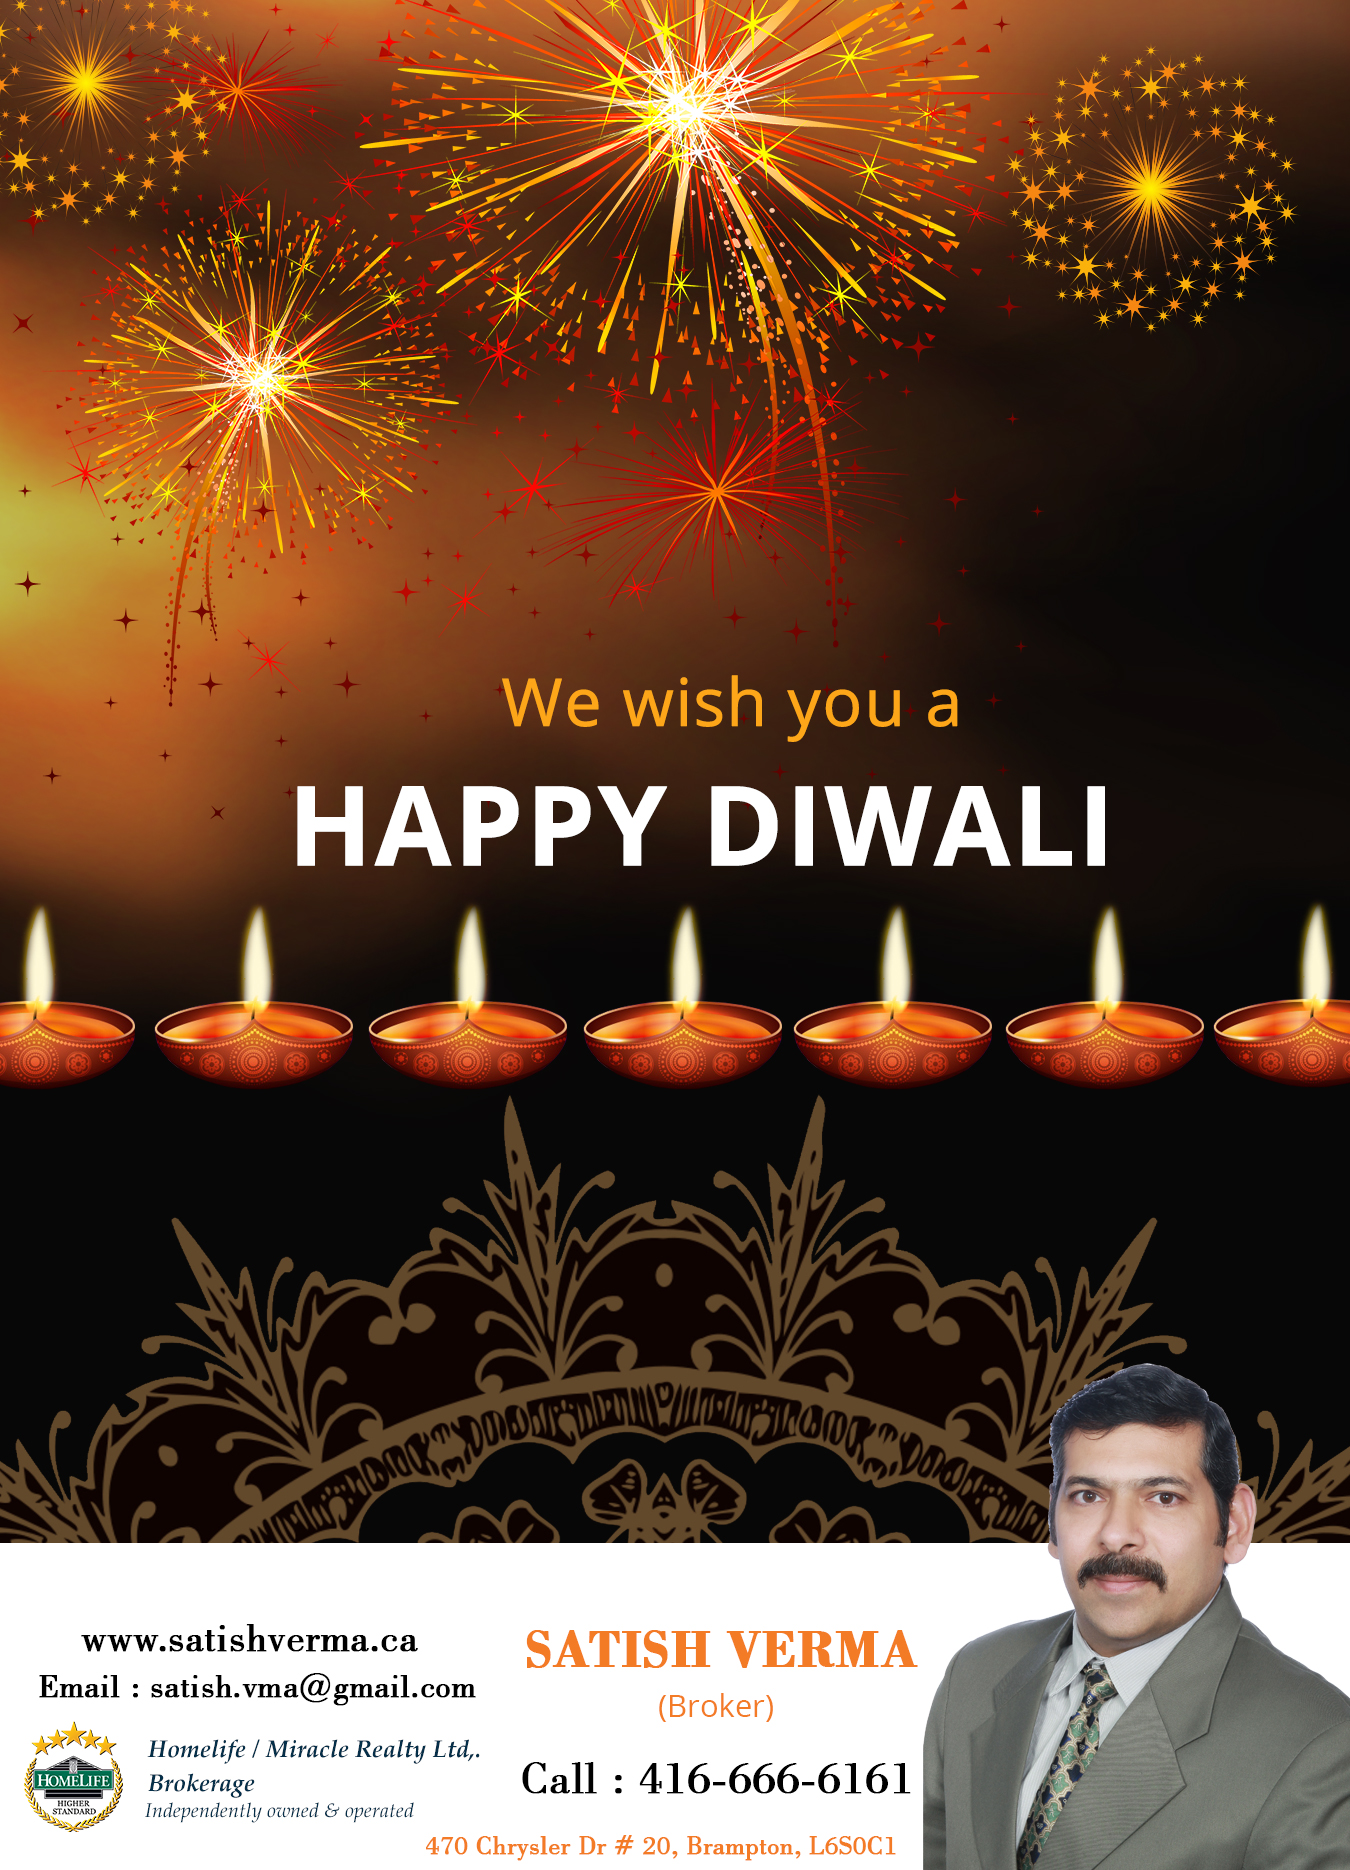 We wish you a
HAPPY DIWALI
www.satishverma.ca
Email : satish.vma@gmail.com
HOMELIFE
HIGHER
STANDARD
Homelife / Miracle Realty Ltd,.
Brokerage
Independently owned & operated
SATISH VERMA
(Broker)
Call : 416-666-6161
470 Chrysler Dr # 20, Brampton, L6S0C1